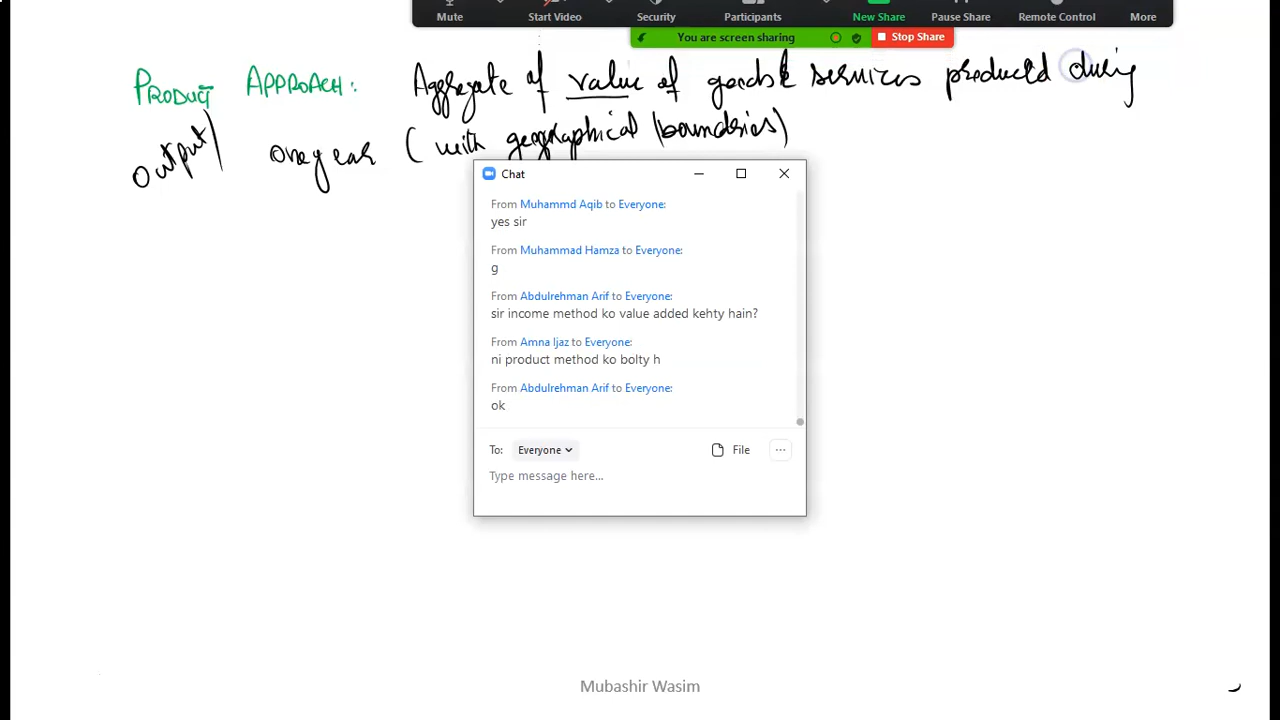 Mute Start Video Security Participants New Share Pause Share Remote Control More
You are screen sharing Stop Share
PRODUCT APPROACH: Aggregate of value of goods & services produced during
output/ one year (with geographical boundries)
Chat
From Muhammd Aqib to Everyone:
yes sir
From Muhammad Hamza to Everyone:
g
From Abdulrehman Arif to Everyone:
sir income method ko value added kehty hain?
From Amna Ijaz to Everyone:
ni product method ko bolty h
From Abdulrehman Arif to Everyone:
ok
To: Everyone File
Type message here...
Mubashir Wasim